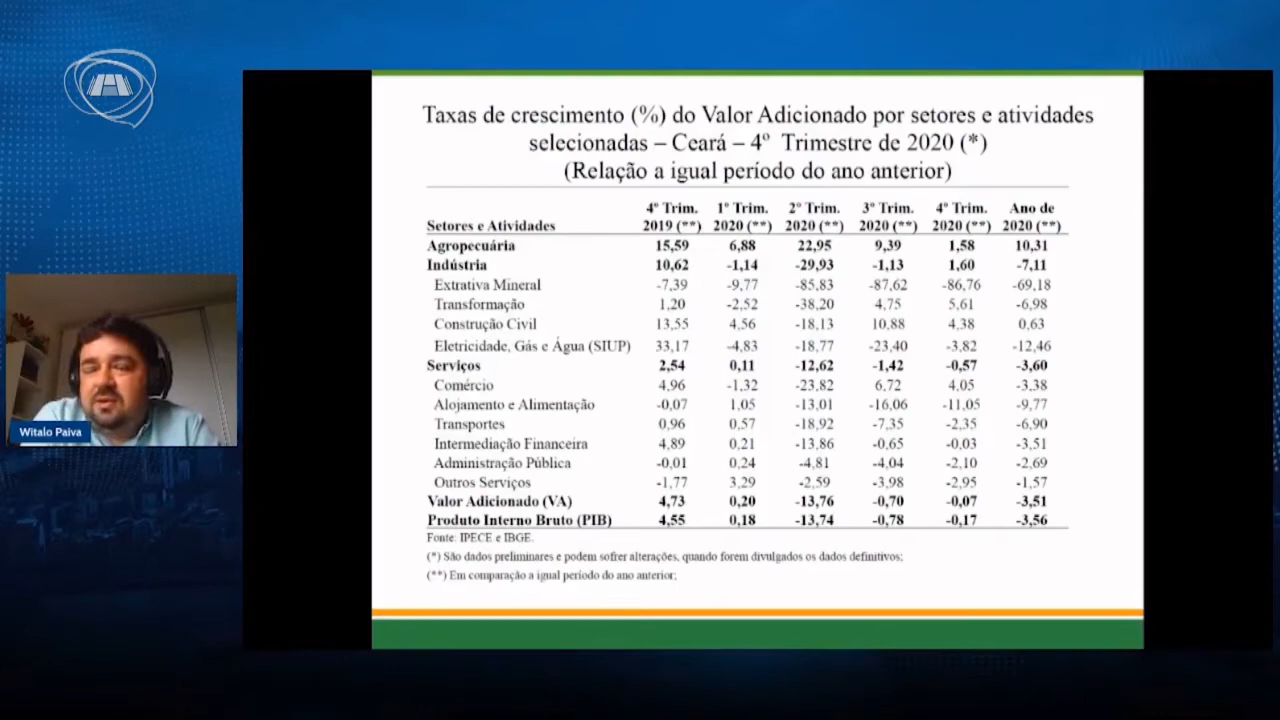 Taxas de crescimento (%) do Valor Adicionado por setores e atividades
selecionadas – Ceará – 4º Trimestre de 2020 (*)
(Relação a igual período do ano anterior)
Setores e Atividades 4º Trim. 2019 (**) 1º Trim. 2020 (**) 2º Trim. 2020 (**) 3º Trim. 2020 (**) 4º Trim. 2020 (**) Ano de 2020 (**)
Agropecuária 15,59 6,88 22,95 9,39 1,58 10,31
Indústria 10,62 -1,14 -29,93 -1,13 1,60 -7,11
Extrativa Mineral -7,39 -9,77 -85,83 -87,62 -86,76 -69,18
Transformação 1,20 -2,52 -38,20 4,75 5,61 -6,98
Construção Civil 13,55 4,56 -18,13 10,88 4,38 0,63
Eletricidade, Gás e Água (SIUP) 33,17 -4,83 -18,77 -23,40 -3,82 -12,46
Serviços 2,54 0,11 -12,62 -1,42 -0,57 -3,60
Comércio 4,96 -1,32 -23,82 6,72 4,05 -3,38
Alojamento e Alimentação -0,07 1,05 -13,01 -16,06 -11,05 -9,77
Transportes 0,96 0,57 -18,92 -7,35 -2,35 -6,90
Intermediação Financeira 4,89 0,21 -13,86 -0,65 -0,03 -3,51
Administração Pública -0,01 0,24 -4,81 -4,04 -2,10 -2,69
Outros Serviços -1,77 3,29 -2,59 -3,98 -2,95 -1,57
Valor Adicionado (VA) 4,73 0,20 -13,76 -0,70 -0,07 -3,51
Produto Interno Bruto (PIB) 4,55 0,18 -13,74 -0,78 -0,17 -3,56
Fonte: IPECE e IBGE.
(*) São dados preliminares e podem sofrer alterações, quando forem divulgados os dados definitivos;
(**) Em comparação a igual período do ano anterior;
Witalo Paiva